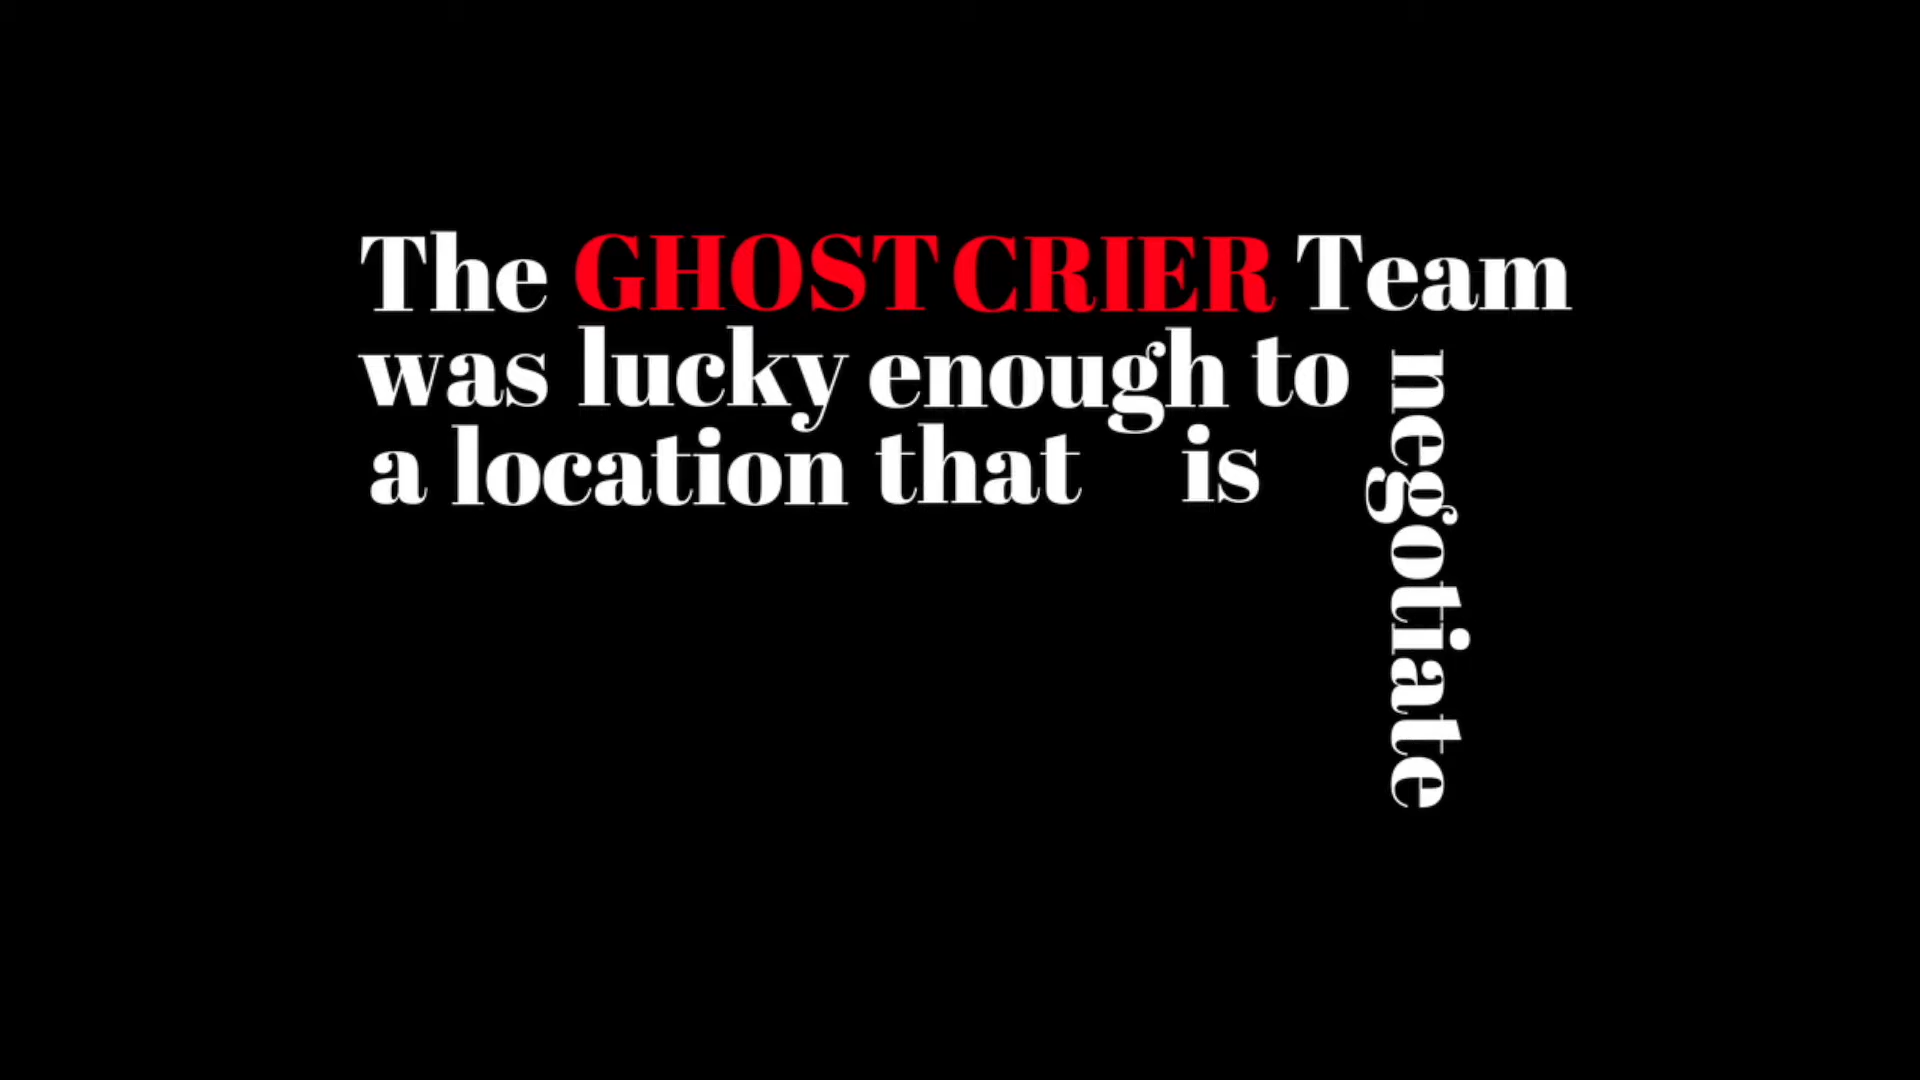 The GHOST CRIER Team
was lucky enough to negotiate
a location that is